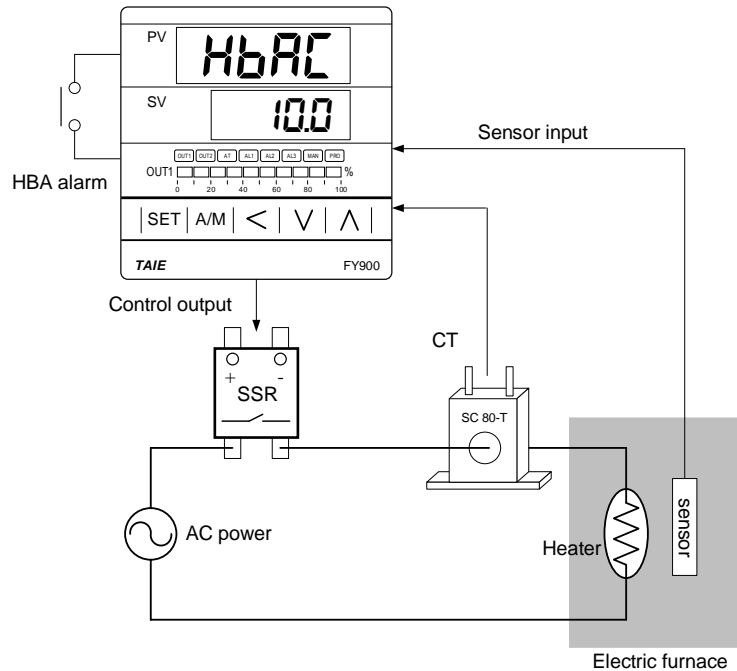 PV
HbAC
SV
10.0
OUT1 OUT2 AT AL1 AL2 AL3 MAN PRO
OUT1 %
0 20 40 60 80 100
SET A/M < V Λ
TAIE FY900
HBA alarm
Sensor input
Control output
CT
+ -
SSR
SC 80-T
AC power
Heater
sensor
Electric furnace